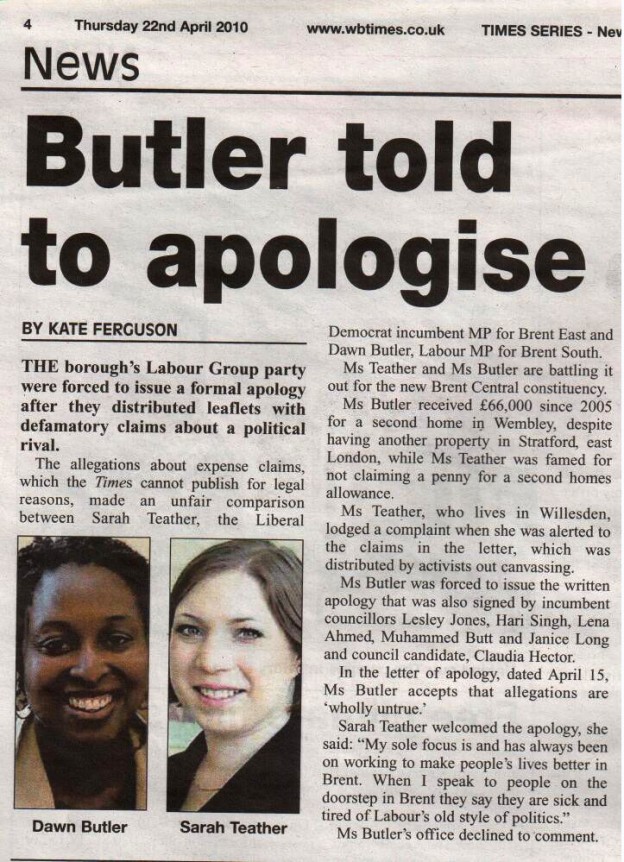 4 Thursday 22nd April 2010 www.wbtimes.co.uk TIMES SERIES - New
News
Butler told
to apologise
BY KATE FERGUSON
THE borough's Labour Group party
were forced to issue a formal apology
after they distributed leaflets with
defamatory claims about a political
rival.
The allegations about expense claims,
which the Times cannot publish for legal
reasons, made an unfair comparison
between Sarah Teather, the Liberal
Democrat incumbent MP for Brent East and
Dawn Butler, Labour MP for Brent South.
Ms Teather and Ms Butler are battling it
out for the new Brent Central constituency.
Ms Butler received £66,000 since 2005
for a second home in Wembley, despite
having another property in Stratford, east
London, while Ms Teather was famed for
not claiming a penny for a second homes
allowance.
Ms Teather, who lives in Willesden,
lodged a complaint when she was alerted to
the claims in the letter, which was
distributed by activists out canvassing.
Ms Butler was forced to issue the written
apology that was also signed by incumbent
councillors Lesley Jones, Hari Singh, Lena
Ahmed, Muhammed Butt and Janice Long
and council candidate, Claudia Hector.
In the letter of apology, dated April 15,
Ms Butler accepts that allegations are
'wholly untrue.'
Sarah Teather welcomed the apology, she
said: "My sole focus is and has always been
on working to make people's lives better in
Brent. When I speak to people on the
doorstep in Brent they say they are sick and
tired of Labour's old style of politics."
Ms Butler's office declined to comment.
Dawn Butler
Sarah Teather